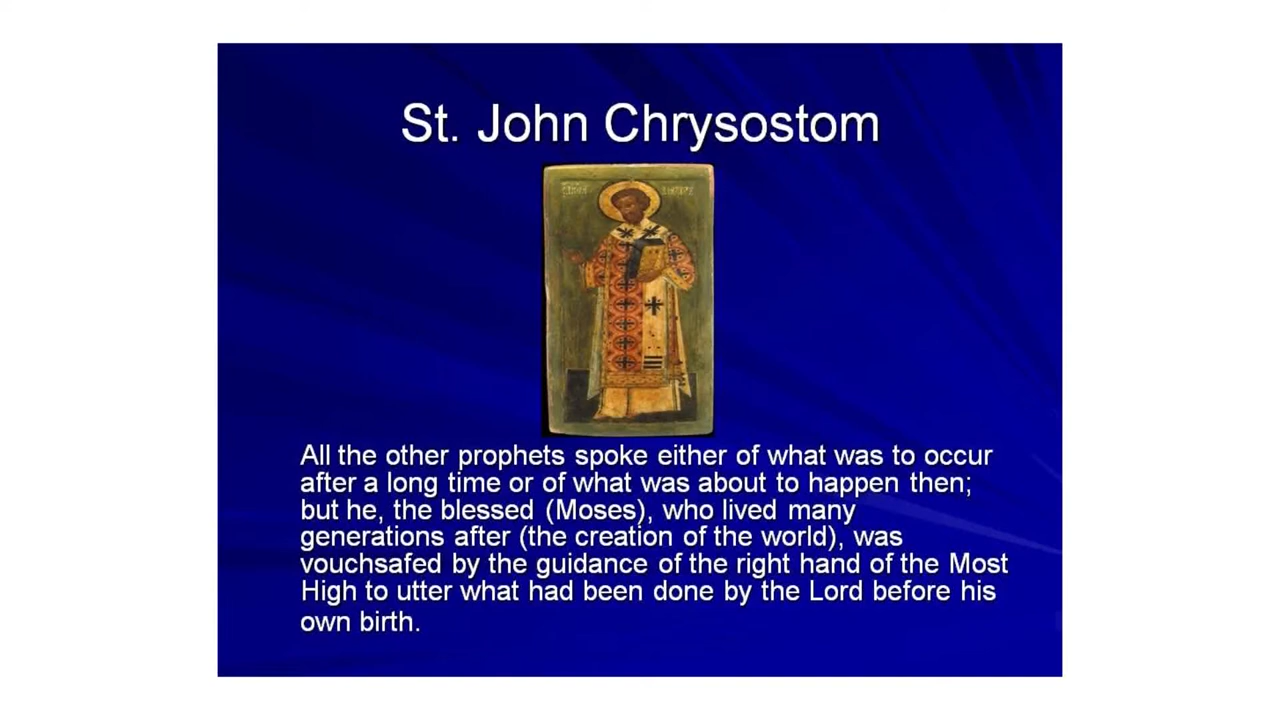 St. John Chrysostom
All the other prophets spoke either of what was to occur
after a long time or of what was about to happen then;
but he, the blessed (Moses), who lived many
generations after (the creation of the world), was
vouchsafed by the guidance of the right hand of the Most
High to utter what had been done by the Lord before his
own birth.